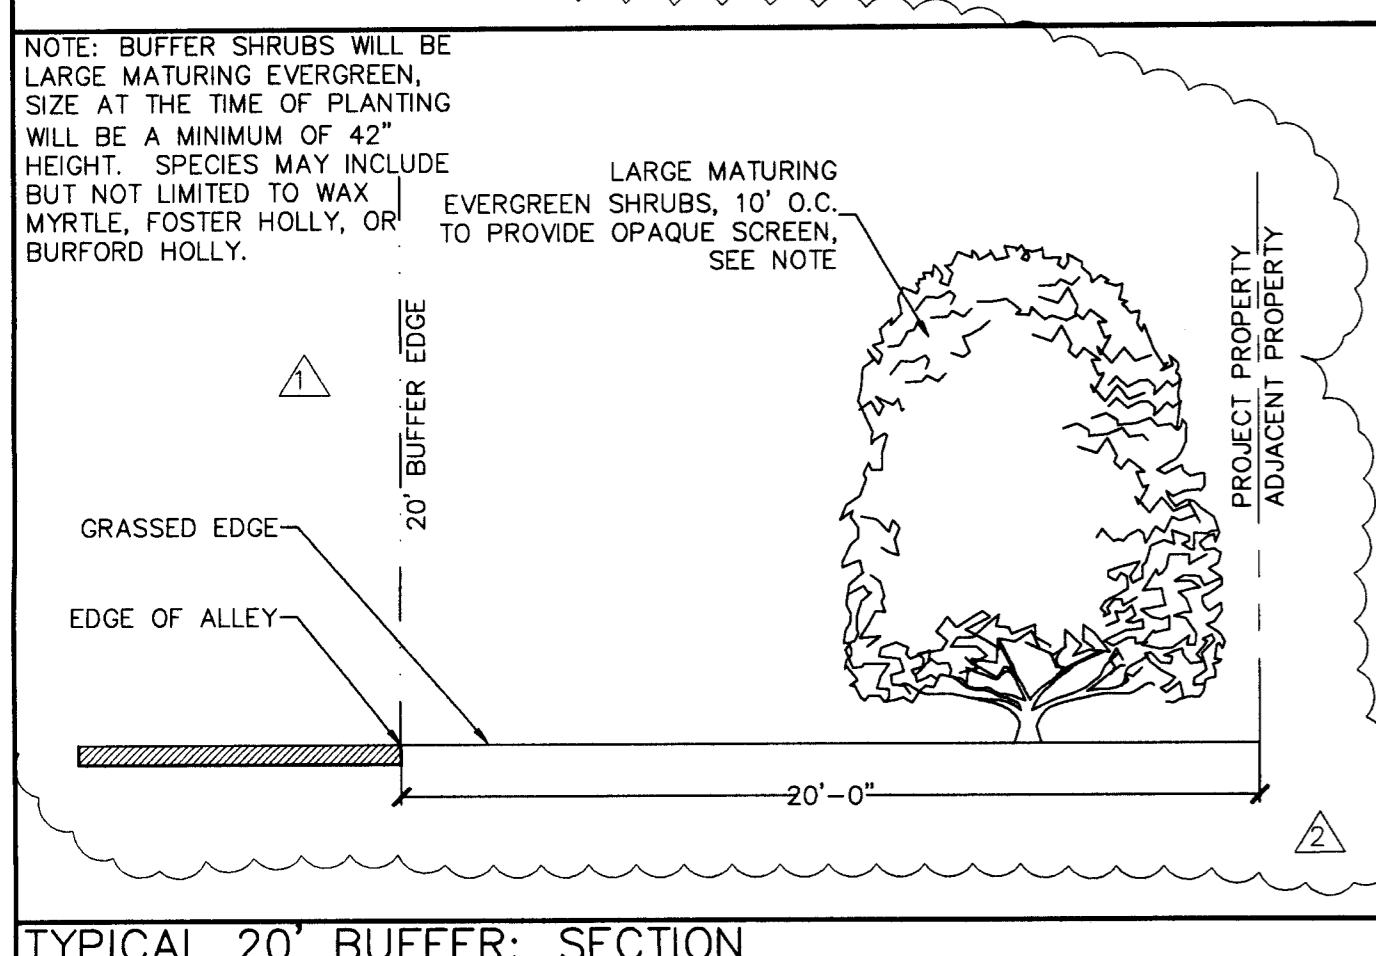 NOTE: BUFFER SHRUBS WILL BE
LARGE MATURING EVERGREEN,
SIZE AT THE TIME OF PLANTING
WILL BE A MINIMUM OF 42"
HEIGHT. SPECIES MAY INCLUDE
BUT NOT LIMITED TO WAX
MYRTLE, FOSTER HOLLY, OR
BURFORD HOLLY.
LARGE MATURING
EVERGREEN SHRUBS, 10' O.C.
TO PROVIDE OPAQUE SCREEN,
SEE NOTE
20' BUFFER EDGE
PROJECT PROPERTY
ADJACENT PROPERTY
1
GRASSED EDGE
EDGE OF ALLEY
20'-0"
2
TYPICAL 20' BUFFER: SECTION